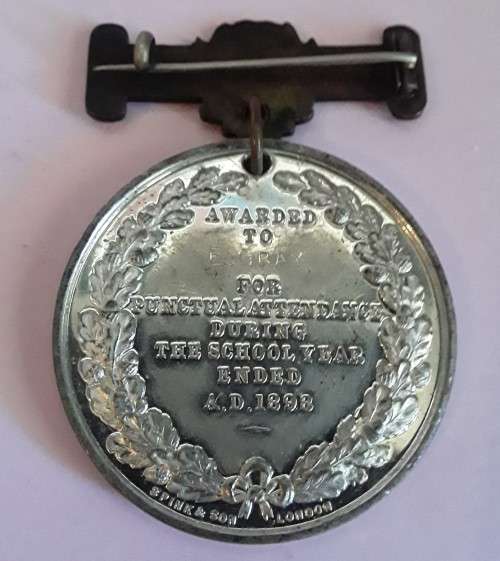 AWARDED
TO
E. GRAY
FOR
PUNCTUAL ATTENDANCE
DURING
THE SCHOOL YEAR
ENDED
A.D. 1898
SPINK & SON LONDON